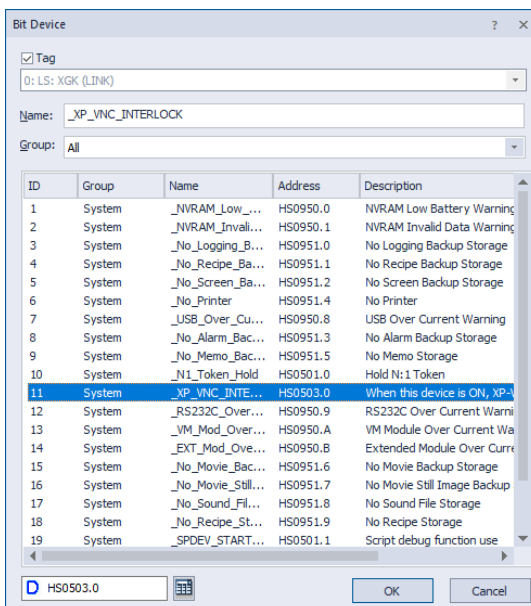 Bit Device ? ×
Tag
0: LS: XGK (LINK)
Name: _XP_VNC_INTERLOCK
Group: All
ID Group Name Address Description
1 System _NVRAM_Low_... HS0950.0 NVRAM Low Battery Warning
2 System _NVRAM_Invali... HS0950.1 NVRAM Invalid Data Warning
3 System _No_Logging_B... HS0951.0 No Logging Backup Storage
4 System _No_Recipe_Ba... HS0951.1 No Recipe Backup Storage
5 System _No_Screen_Ba... HS0951.2 No Screen Backup Storage
6 System _No_Printer HS0951.4 No Printer
7 System _USB_Over_Cu... HS0950.8 USB Over Current Warning
8 System _No_Alarm_Bac... HS0951.3 No Alarm Backup Storage
9 System _No_Memo_Bac... HS0951.5 No Memo Storage
10 System _N1_Token_Hold HS0501.0 Hold N:1 Token
11 System _XP_VNC_INTE... HS0503.0 When this device is ON, XP-V
12 System _RS232C_Over... HS0950.9 RS232C Over Current Warni
13 System _VM_Mod_Over... HS0950.A VM Module Over Current Wa
14 System _EXT_Mod_Ove... HS0950.B Extended Module Over Curre
15 System _No_Movie_Bac... HS0951.6 No Movie Backup Storage
16 System _No_Movie_Still... HS0951.7 No Movie Still Image Backup
17 System _No_Sound_Fil... HS0951.8 No Sound File Storage
18 System _No_Recipe_St... HS0951.9 No Recipe Storage
19 System _SPDEV_START... HS0501.1 Script debug function use
D HS0503.0 OK Cancel